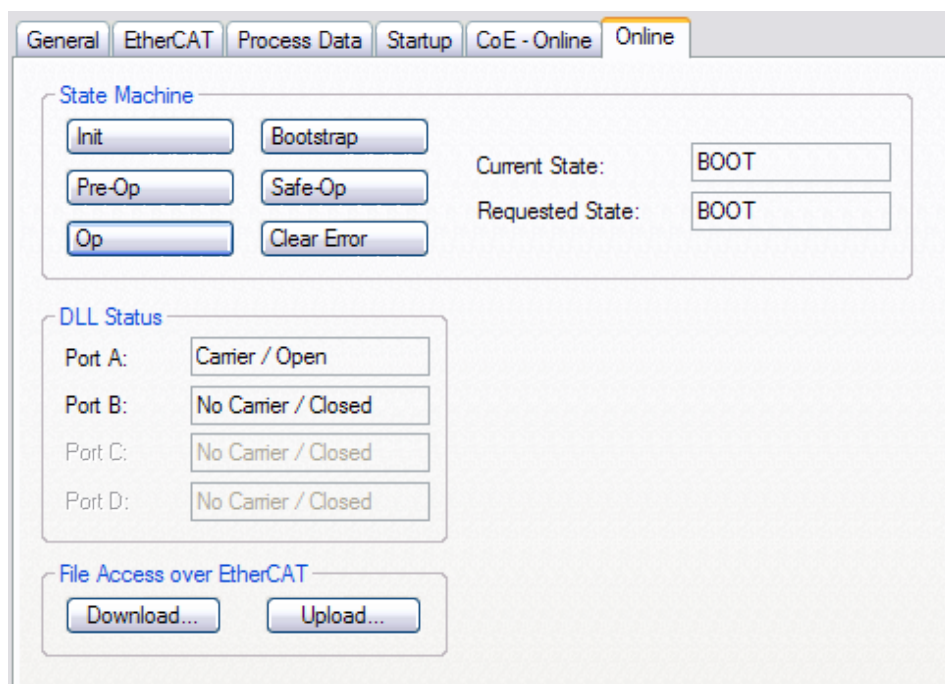 General EtherCAT Process Data Startup CoE - Online Online
State Machine
Init Bootstrap
Pre-Op Safe-Op
Op Clear Error
Current State: BOOT
Requested State: BOOT
DLL Status
Port A: Carrier / Open
Port B: No Carrier / Closed
Port C: No Carrier / Closed
Port D: No Carrier / Closed
File Access over EtherCAT
Download... Upload...